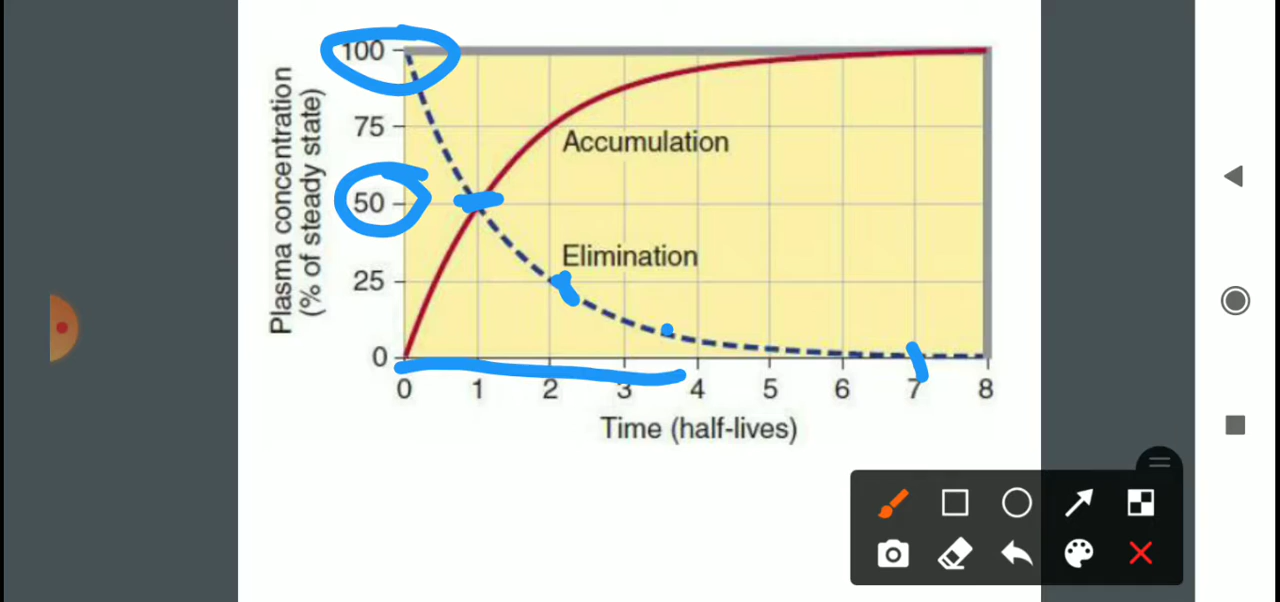 Plasma concentration
(% of steady state)
100
75
50
25
0
Accumulation
Elimination
0 1 2 3 4 5 6 7 8
Time (half-lives)